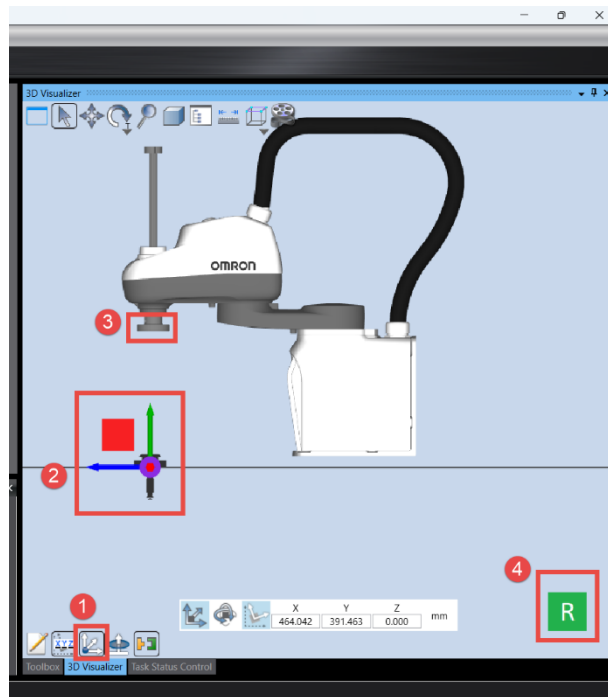 3D Visualizer
OMRON
3
2
4
1
X Y Z
464.042 391.463 0.000 mm
R
XYZ
Toolbox 3D Visualizer Task Status Control